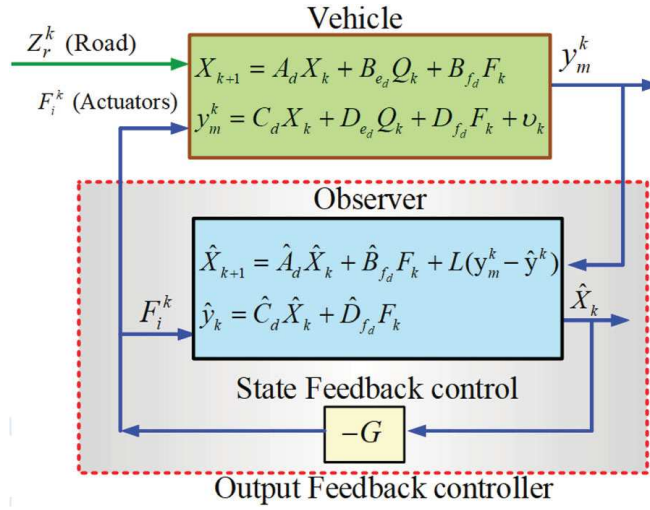 Vehicle
Z_r^k (Road)
X_{k+1} = A_d X_k + B_{e_d} Q_k + B_{f_d} F_k
y_m^k
F_i^k (Actuators)
y_m^k = C_d X_k + D_{e_d} Q_k + D_{f_d} F_k + υ_k
Observer
X̂_{k+1} = Â_d X̂_k + B̂_{f_d} F_k + L(y_m^k − ŷ^k)
X̂_k
F_i^k
ŷ_k = Ĉ_d X̂_k + D̂_{f_d} F_k
State Feedback control
−G
Output Feedback controller